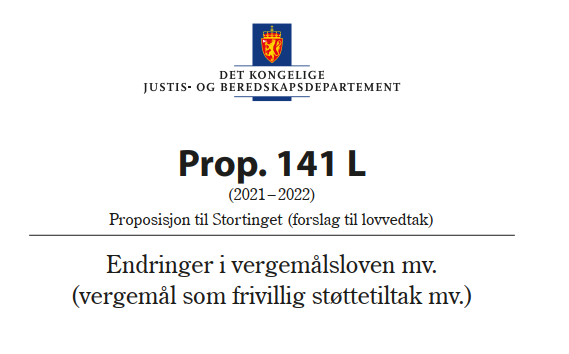 DET KONGELIGE
JUSTIS- OG BEREDSKAPSDEPARTEMENT
Prop. 141 L
(2021–2022)
Proposisjon til Stortinget (forslag til lovvedtak)
Endringer i vergemålsloven mv.
(vergemål som frivillig støttetiltak mv.)